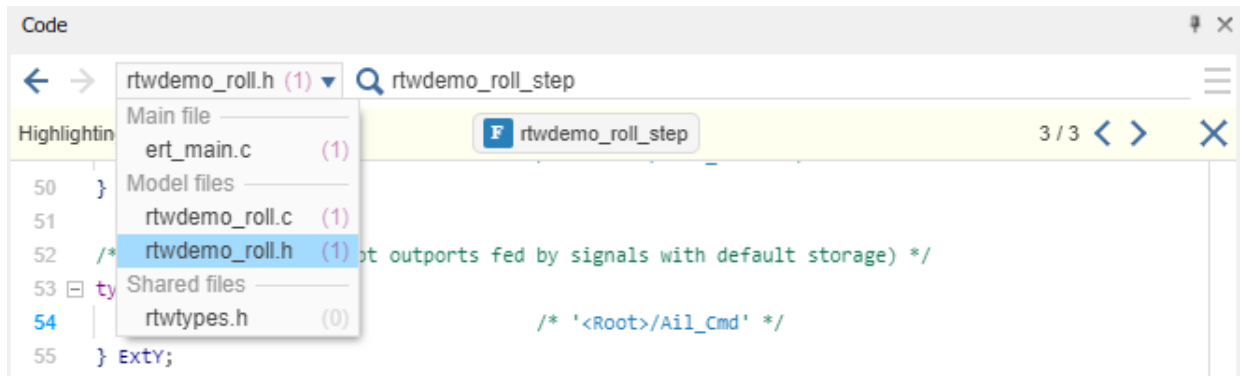 Code
rtwdemo_roll.h (1) rtwdemo_roll_step
Highlightin rtwdemo_roll_step 3 / 3
Main file
ert_main.c (1)
Model files
rtwdemo_roll.c (1)
rtwdemo_roll.h (1)
Shared files
rtwtypes.h (0)
50 }
51
52 /* ot outports fed by signals with default storage) */
53 ty
54 /* '<Root>/Ail_Cmd' */
55 } ExtY;